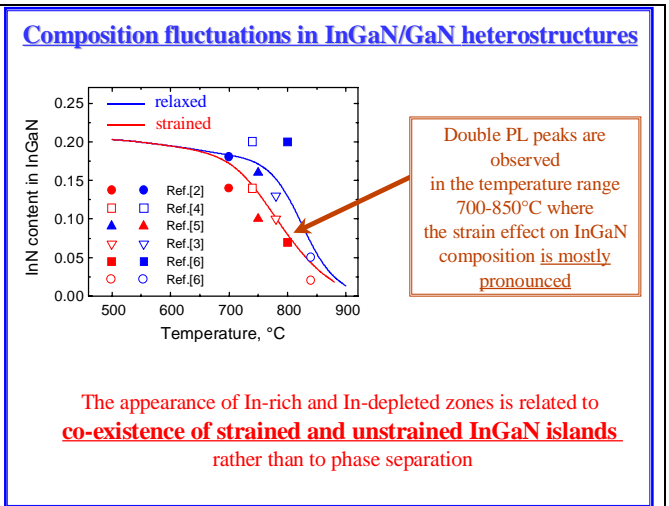 Composition fluctuations in InGaN/GaN heterostructures
0.25
0.20
0.15
0.10
0.05
0.00
InN content in InGaN
relaxed
strained
Ref.[2]
Ref.[4]
Ref.[5]
Ref.[3]
Ref.[6]
Ref.[6]
500 600 700 800 900
Temperature, °C
Double PL peaks are
observed
in the temperature range
700-850°C where
the strain effect on InGaN
composition is mostly
pronounced
The appearance of In-rich and In-depleted zones is related to
co-existence of strained and unstrained InGaN islands
rather than to phase separation